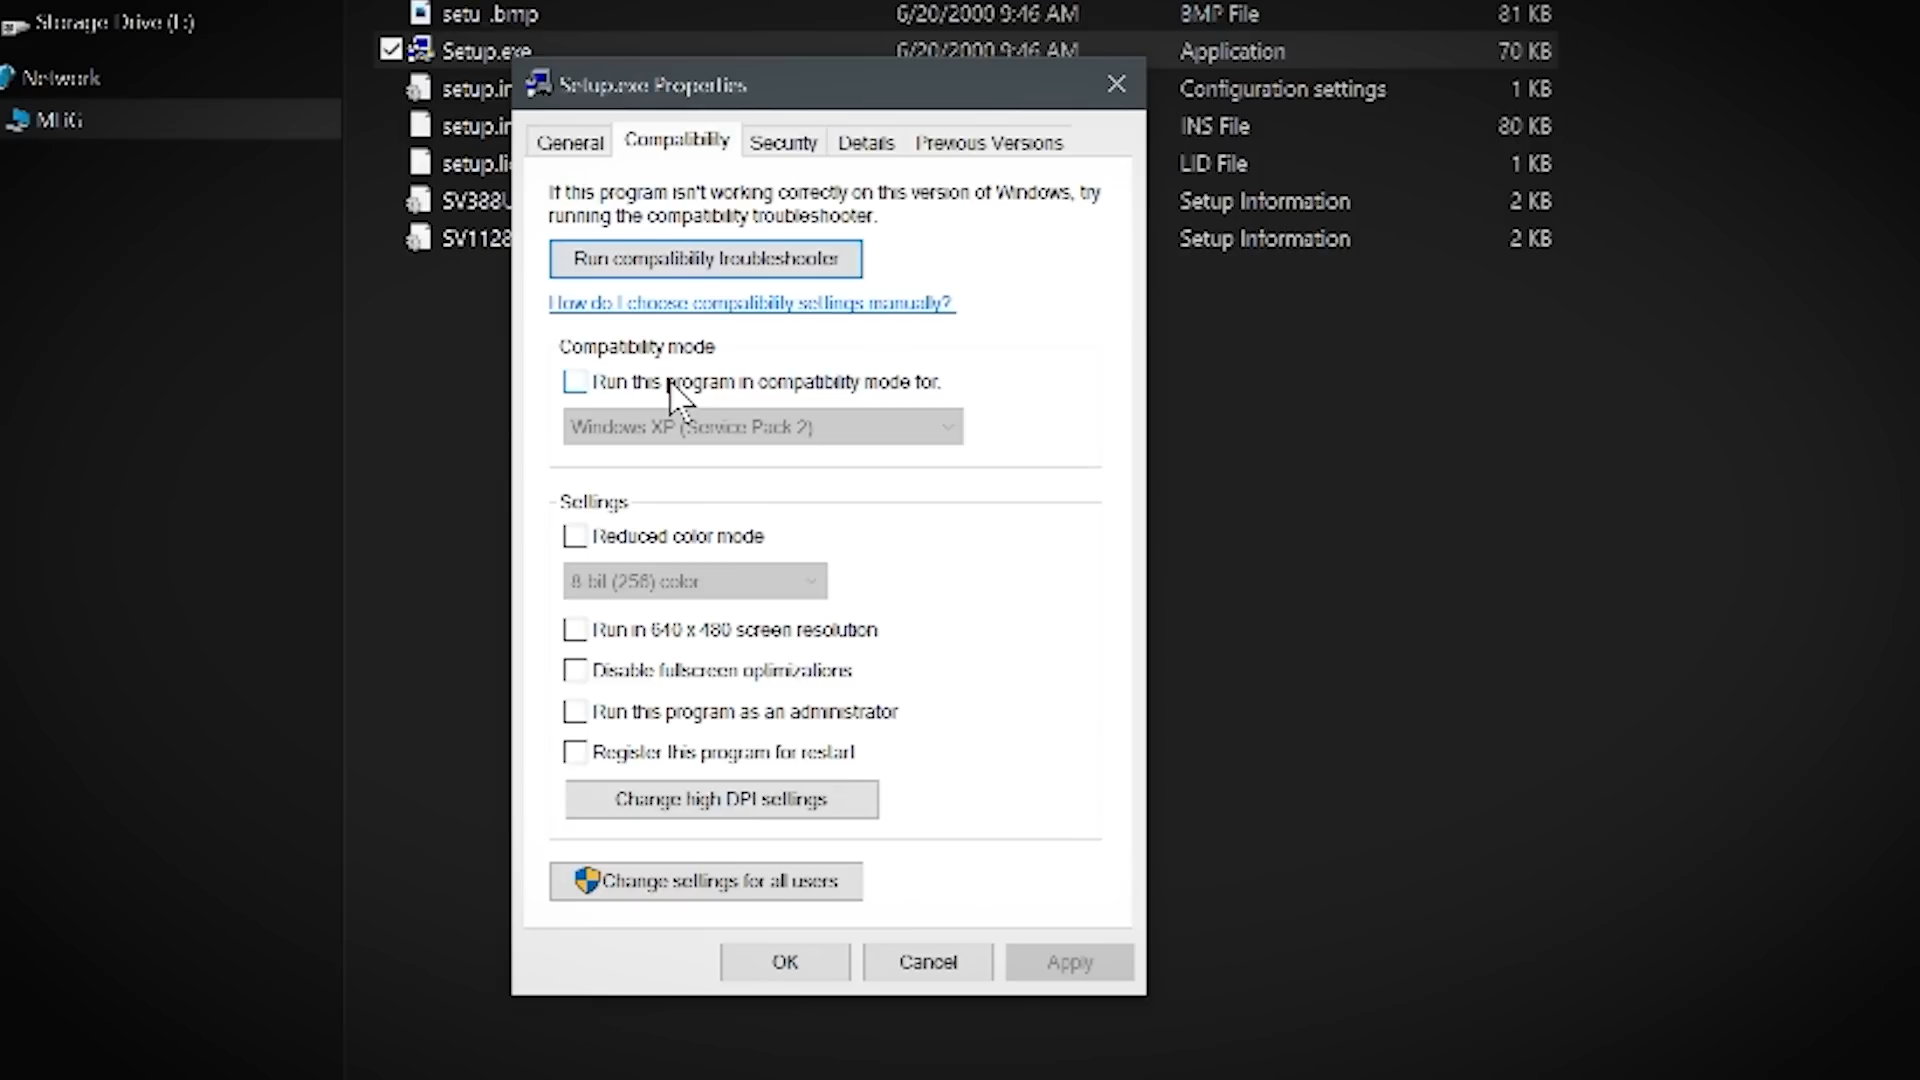 Storage Drive (I:)
Network
MHG
setu .bmp 6/20/2000 9:46 AM BMP File 81 KB
Setup.exe 6/20/2000 9:46 AM Application 70 KB
setup.in Configuration settings 1 KB
setup.in INS File 80 KB
setup.li LID File 1 KB
SV388U Setup Information 2 KB
SV1128 Setup Information 2 KB
Setup.exe Properties
General Compatibility Security Details Previous Versions
If this program isn't working correctly on this version of Windows, try
running the compatibility troubleshooter.
Run compatibility troubleshooter
How do I choose compatibility settings manually?
Compatibility mode
Run this program in compatibility mode for:
Windows XP (Service Pack 2)
Settings
Reduced color mode
8-bit (256) color
Run in 640 x 480 screen resolution
Disable fullscreen optimizations
Run this program as an administrator
Register this program for restart
Change high DPI settings
Change settings for all users
OK Cancel Apply